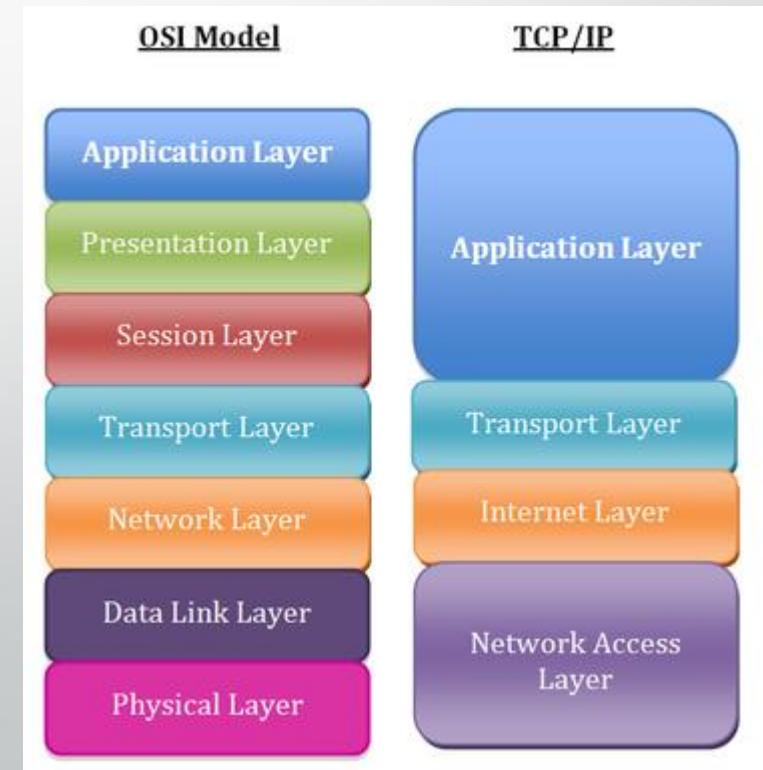 OSI Model
Application Layer
Presentation Layer
Session Layer
Transport Layer
Network Layer
Data Link Layer
Physical Layer
TCP/IP
Application Layer
Transport Layer
Internet Layer
Network Access
Layer